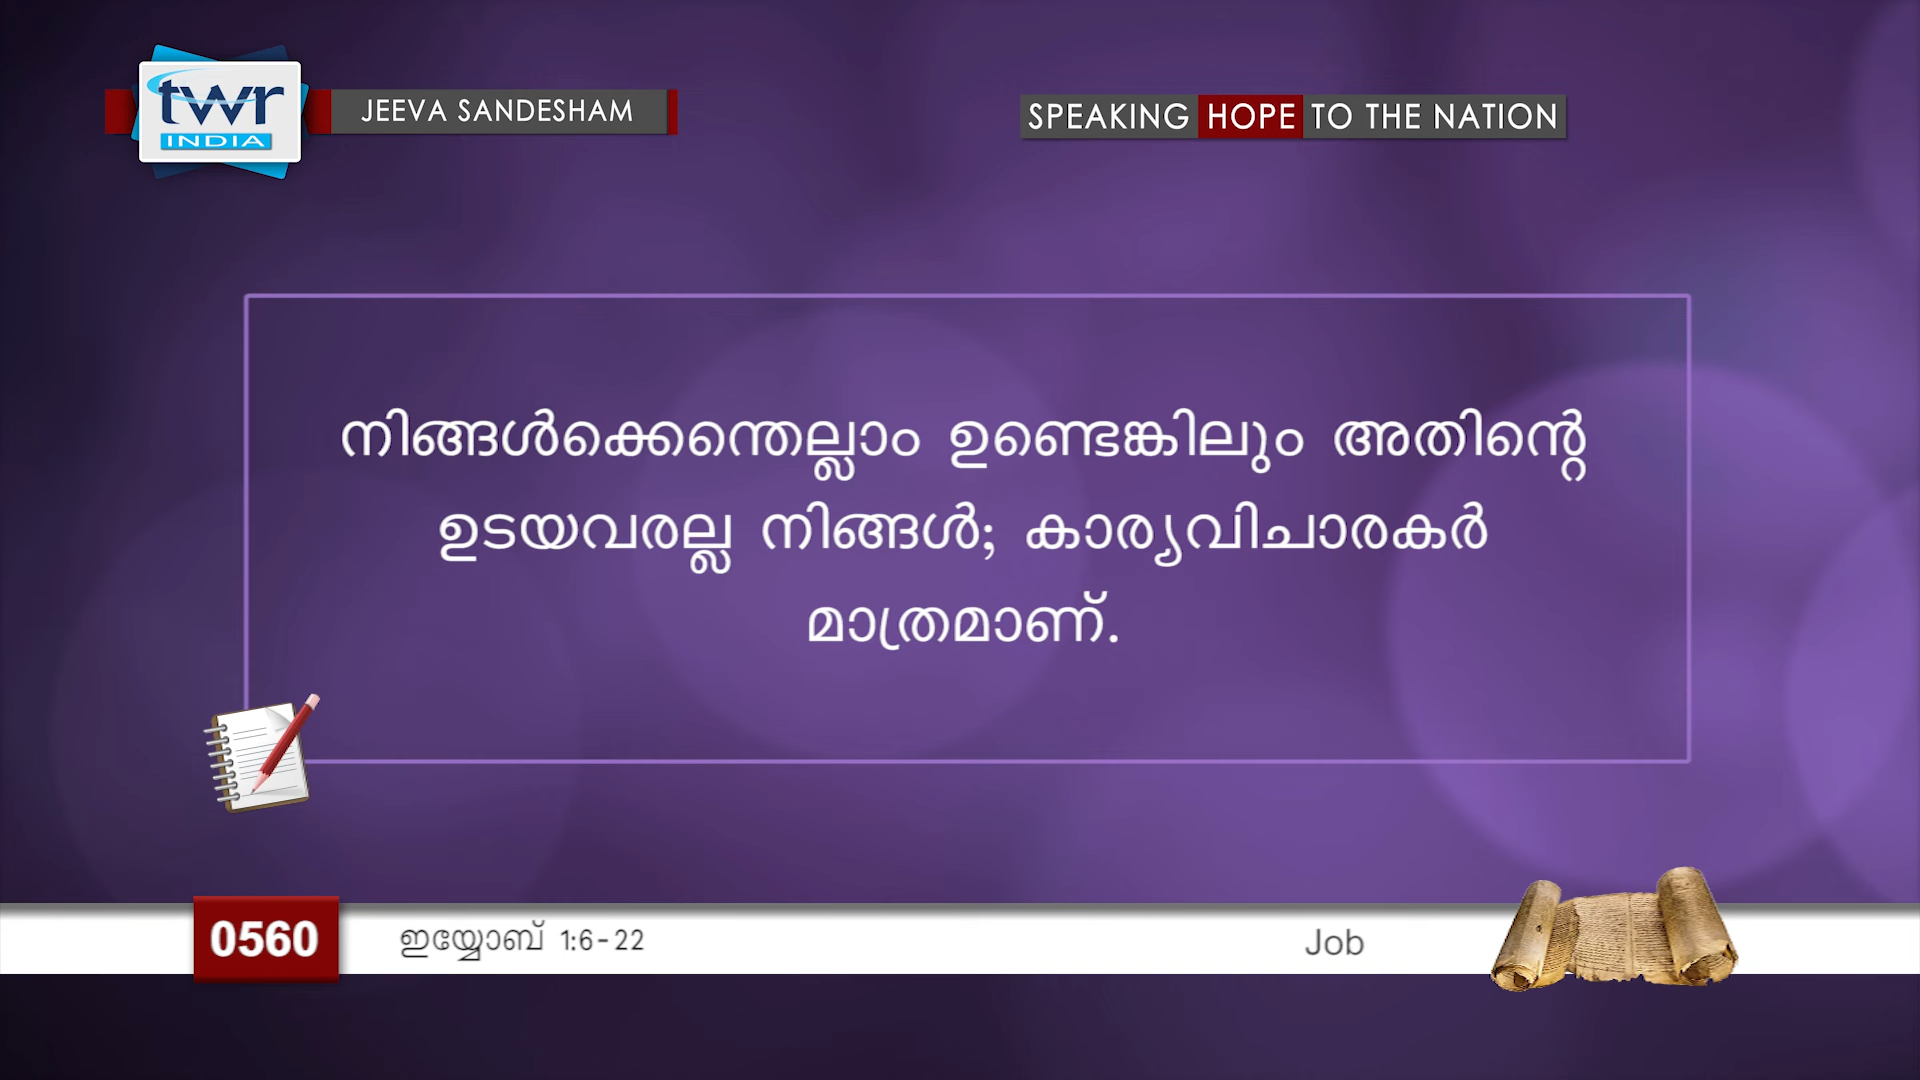 twr
INDIA
JEEVA SANDESHAM
SPEAKING HOPE TO THE NATION
നിങ്ങൾക്കെന്തെല്ലാം ഉണ്ടെങ്കിലും അതിന്റെ
ഉടയവരല്ല നിങ്ങൾ; കാര്യവിചാരകർ
മാത്രമാണ്.
0560
ഇയ്യോബ് 1:6-22
Job